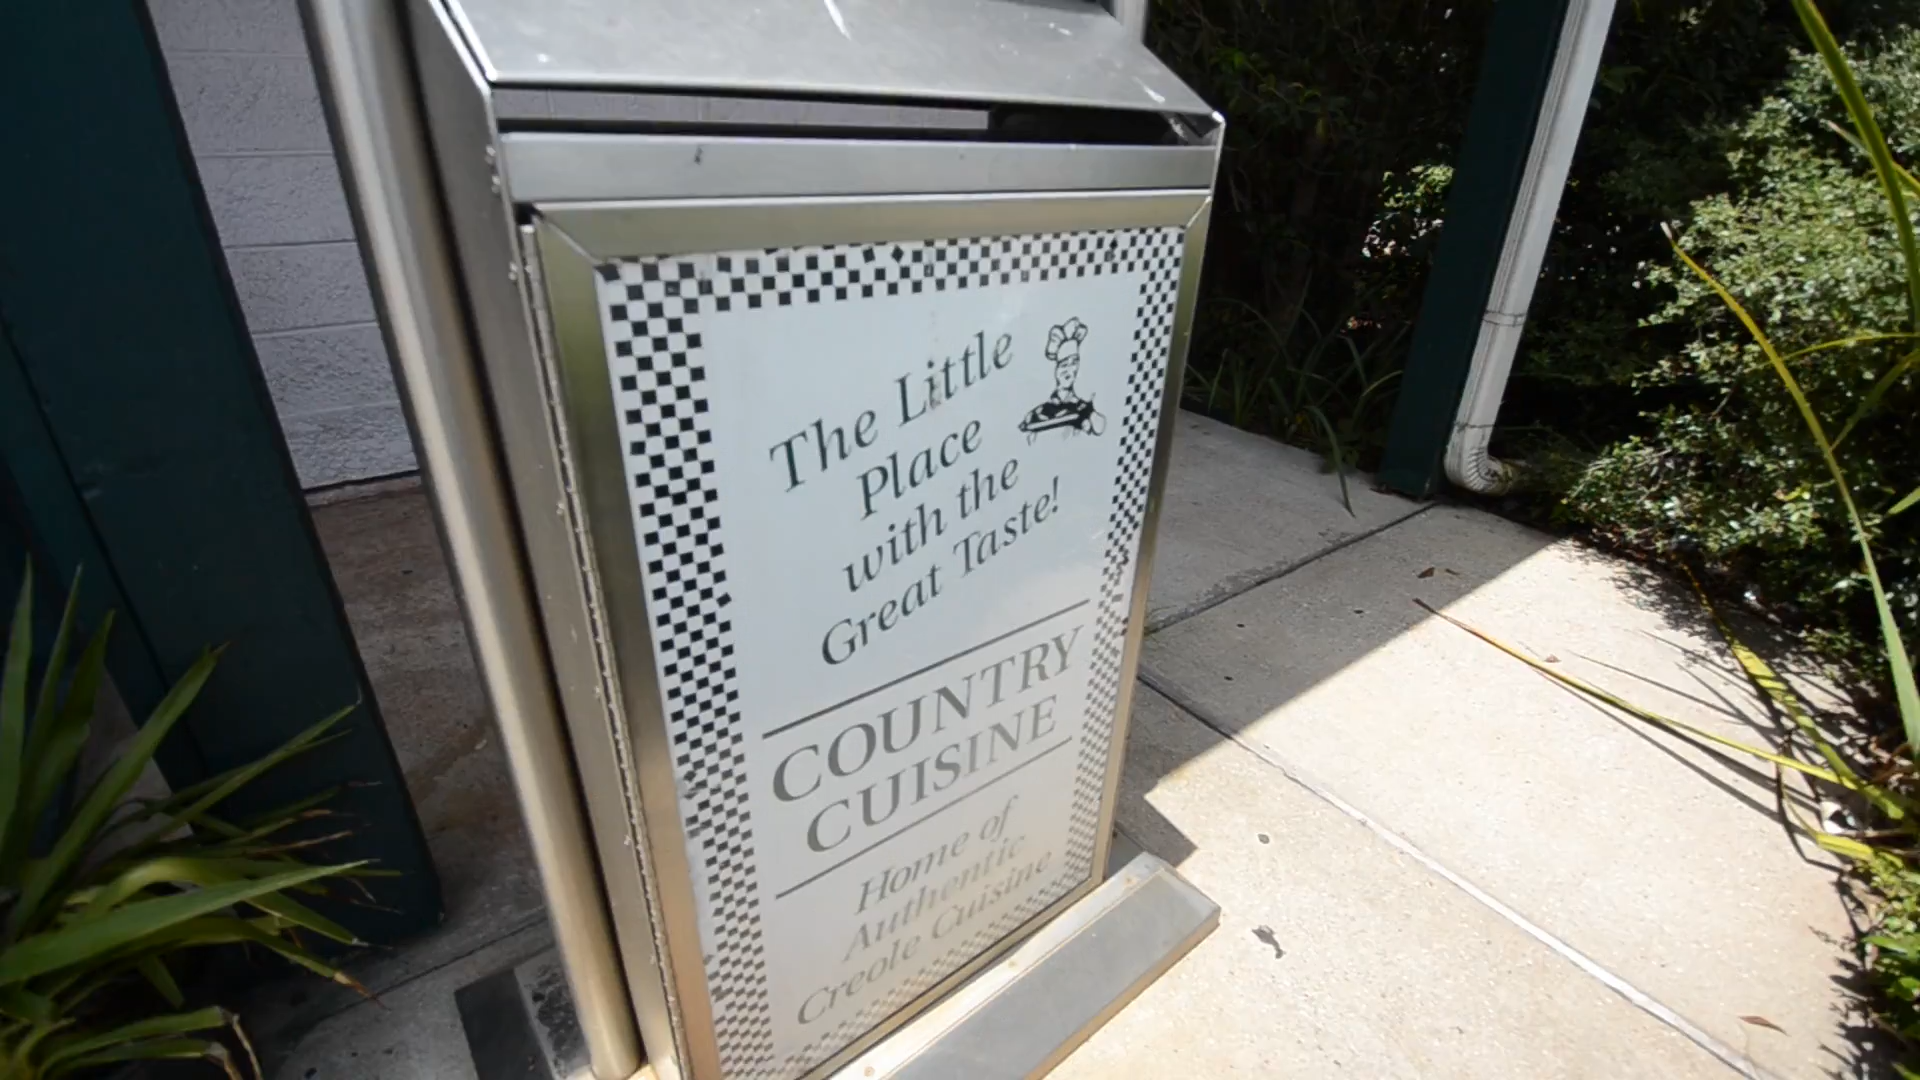 The Little
Place
with the
Great Taste!
COUNTRY
CUISINE
Home of
Authentic
Creole Cuisine